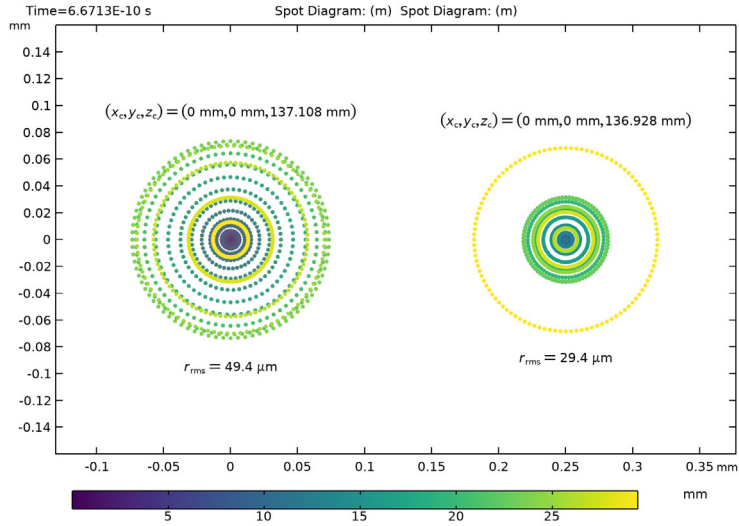 Time=6.6713E-10 s Spot Diagram: (m) Spot Diagram: (m)
mm
0.14
0.12
0.1
0.08
0.06
0.04
0.02
0
-0.02
-0.04
-0.06
-0.08
-0.1
-0.12
-0.14
(xc,yc,zc)=(0 mm,0 mm,137.108 mm)
(xc,yc,zc)=(0 mm,0 mm,136.928 mm)
rrms = 49.4 µm
rrms = 29.4 µm
-0.1 -0.05 0 0.05 0.1 0.15 0.2 0.25 0.3 0.35 mm
5 10 15 20 25 mm